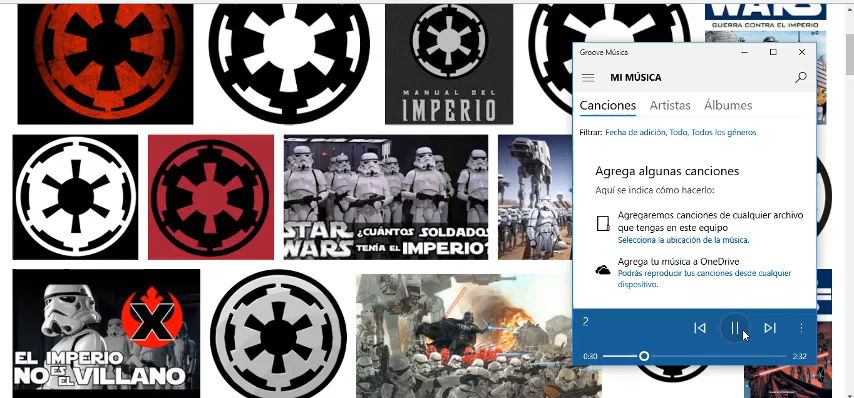 WARS
GUERRA CONTRA EL IMPERIO
MANUAL DEL
IMPERIO
STAR
WARS
¿CUÁNTOS SOLDADOS
TENÍA EL IMPERIO?
EL IMPERIO
NO ES EL VILLANO
Groove Música
MI MÚSICA
Canciones Artistas Álbumes
Filtrar: Fecha de adición, Todo, Todos los géneros
Agrega algunas canciones
Aquí se indica cómo hacerlo:
Agregaremos canciones de cualquier archivo
que tengas en este equipo
Selecciona la ubicación de la música.
Agrega tu música a OneDrive
Podrás reproducir tus canciones desde cualquier
dispositivo.
2
0:30 2:32